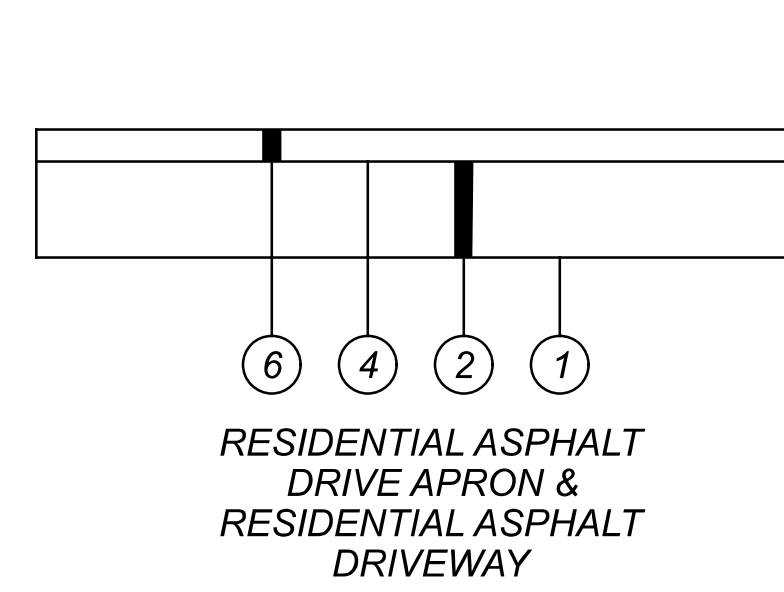 6 4 2 1
RESIDENTIAL ASPHALT
DRIVE APRON &
RESIDENTIAL ASPHALT
DRIVEWAY